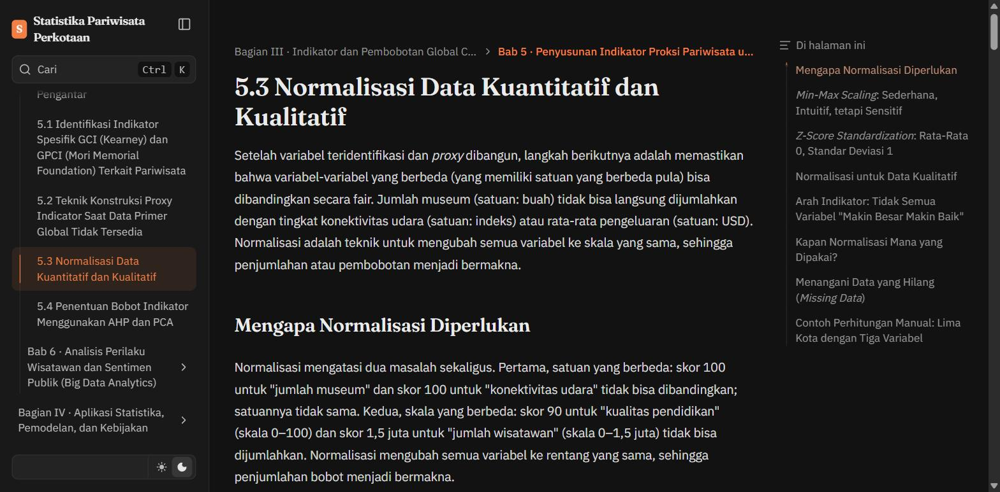 S
Statistika Pariwisata
Perkotaan
Cari
Ctrl K
Pengantar
5.1 Identifikasi Indikator
Spesifik GCI (Kearney) dan
GPCI (Mori Memorial
Foundation) Terkait Pariwisata
5.2 Teknik Konstruksi Proxy
Indicator Saat Data Primer
Global Tidak Tersedia
5.3 Normalisasi Data
Kuantitatif dan Kualitatif
5.4 Penentuan Bobot Indikator
Menggunakan AHP dan PCA
Bab 6 · Analisis Perilaku
Wisatawan dan Sentimen
Publik (Big Data Analytics)
Bagian IV · Aplikasi Statistika,
Pemodelan, dan Kebijakan
Bagian III · Indikator dan Pembobotan Global C... > Bab 5 · Penyusunan Indikator Proksi Pariwisata u...
5.3 Normalisasi Data Kuantitatif dan
Kualitatif
Setelah variabel teridentifikasi dan proxy dibangun, langkah berikutnya adalah memastikan
bahwa variabel-variabel yang berbeda (yang memiliki satuan yang berbeda pula) bisa
dibandingkan secara fair. Jumlah museum (satuan: buah) tidak bisa langsung dijumlahkan
dengan tingkat konektivitas udara (satuan: indeks) atau rata-rata pengeluaran (satuan: USD).
Normalisasi adalah teknik untuk mengubah semua variabel ke skala yang sama, sehingga
penjumlahan atau pembobotan menjadi bermakna.
Mengapa Normalisasi Diperlukan
Normalisasi mengatasi dua masalah sekaligus. Pertama, satuan yang berbeda: skor 100
untuk "jumlah museum" dan skor 100 untuk "konektivitas udara" tidak bisa dibandingkan;
satuannya tidak sama. Kedua, skala yang berbeda: skor 90 untuk "kualitas pendidikan"
(skala 0–100) dan skor 1,5 juta untuk "jumlah wisatawan" (skala 0–1,5 juta) tidak bisa
dijumlahkan. Normalisasi mengubah semua variabel ke rentang yang sama, sehingga
penjumlahan bobot menjadi bermakna.
Di halaman ini
Mengapa Normalisasi Diperlukan
Min-Max Scaling: Sederhana,
Intuitif, tetapi Sensitif
Z-Score Standardization: Rata-Rata
0, Standar Deviasi 1
Normalisasi untuk Data Kualitatif
Arah Indikator: Tidak Semua
Variabel "Makin Besar Makin Baik"
Kapan Normalisasi Mana yang
Dipakai?
Menangani Data yang Hilang
(Missing Data)
Contoh Perhitungan Manual: Lima
Kota dengan Tiga Variabel